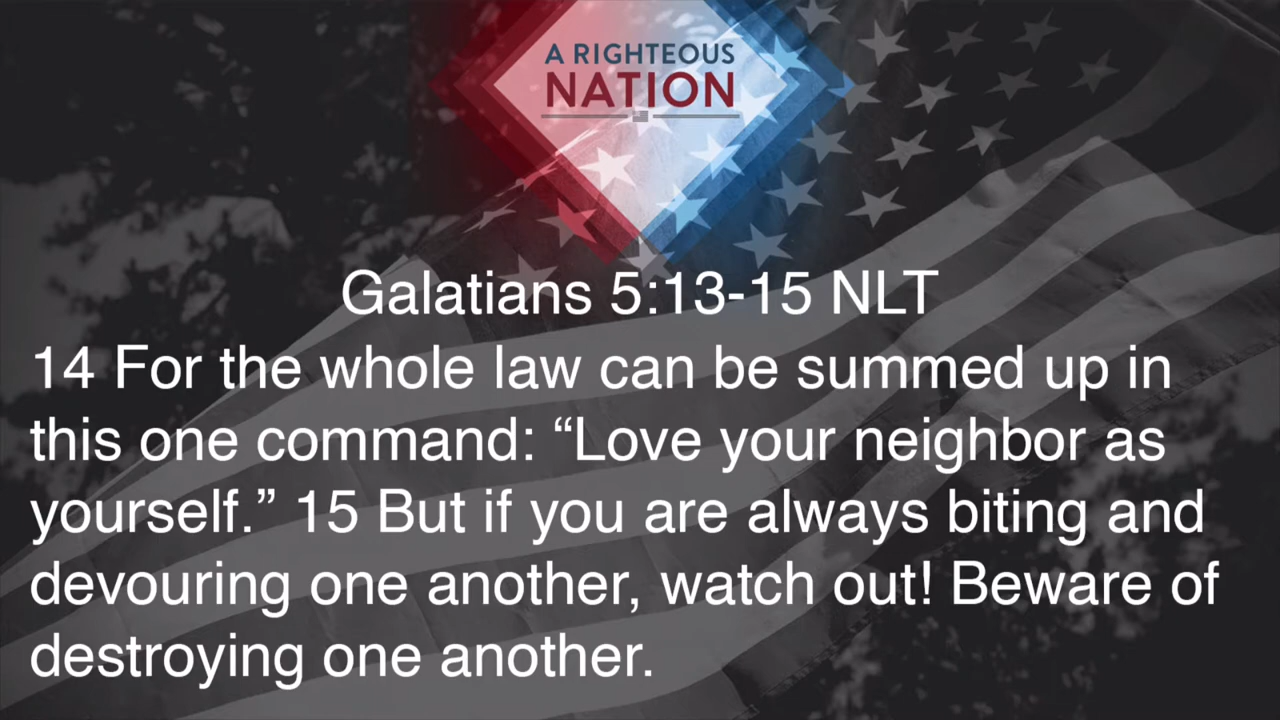 A RIGHTEOUS
NATION
Galatians 5:13-15 NLT
14 For the whole law can be summed up in
this one command: “Love your neighbor as
yourself.” 15 But if you are always biting and
devouring one another, watch out! Beware of
destroying one another.